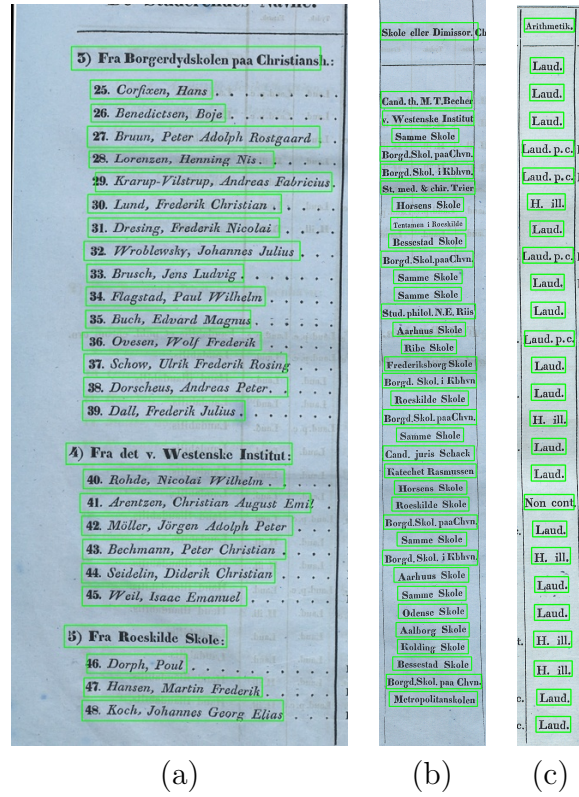 De Studerendes Navne.
3) Fra Borgerdydskolen paa Christiansh.:
25. Corfixen, Hans
26. Benedictsen, Boje
27. Bruun, Peter Adolph Rostgaard
28. Lorenzen, Henning Nis.
29. Krarup-Vilstrup, Andreas Fabricius.
30. Lund, Frederik Christian
31. Dresing, Frederik Nicolai
32. Wroblewsky, Johannes Julius
33. Brusch, Jens Ludvig
34. Flagstad, Paul Wilhelm
35. Buch, Edvard Magnus
36. Ovesen, Wolf Frederik
37. Schow, Ulrik Frederik Rosing
38. Dorscheus, Andreas Peter.
39. Dall, Frederik Julius
4) Fra det v. Westenske Institut:
40. Rohde, Nicolai Wilhelm
41. Arentzen, Christian August Emil
42. Möller, Jörgen Adolph Peter
43. Bechmann, Peter Christian
44. Seidelin, Diderik Christian
45. Weil, Isaac Emanuel
5) Fra Roeskilde Skole:
46. Dorph, Poul
47. Hansen, Martin Frederik
48. Koch, Johannes Georg Elias
(a)
Skole eller Dimissor.
Cand. th. M. T. Becher
v. Westenske Institut
Samme Skole
Borgd.Skol. paaChvn.
Borgd.Skol. i Kbhvn.
St. med. & chir. Trier
Horsens Skole
Tentamen i Roeskilde
Bessestad Skole
Borgd.Skol.paaChvn.
Samme Skole
Samme Skole
Stud. philol. N.E. Riis
Aarhuus Skole
Ribe Skole
Frederiksborg Skole
Borgd. Skol. i Kbhvn
Roeskilde Skole
Borgd.Skol. paaChvn.
Samme Skole
Cand. juris Schack
Katechet Rasmussen
Horsens Skole
Roeskilde Skole
Borgd.Skol. paaChvn.
Samme Skole
Borgd. Skol. i Kbhvn.
Aarhuus Skole
Samme Skole
Odense Skole
Aalborg Skole
Kolding Skole
Bessestad Skole
Borgd.Skol. paa Chvn.
Metropolitanskolen
(b)
Arithmetik.
Laud.
Laud.
Laud.
Laud. p. c.
Laud. p. c.
H. ill.
Laud.
Laud. p. c.
Laud.
Laud.
Laud. p. c.
Laud.
Laud.
H. ill.
Laud.
Laud.
Non cont.
Laud.
H. ill.
Laud.
Laud.
H. ill.
H. ill.
Laud.
Laud.
(c)